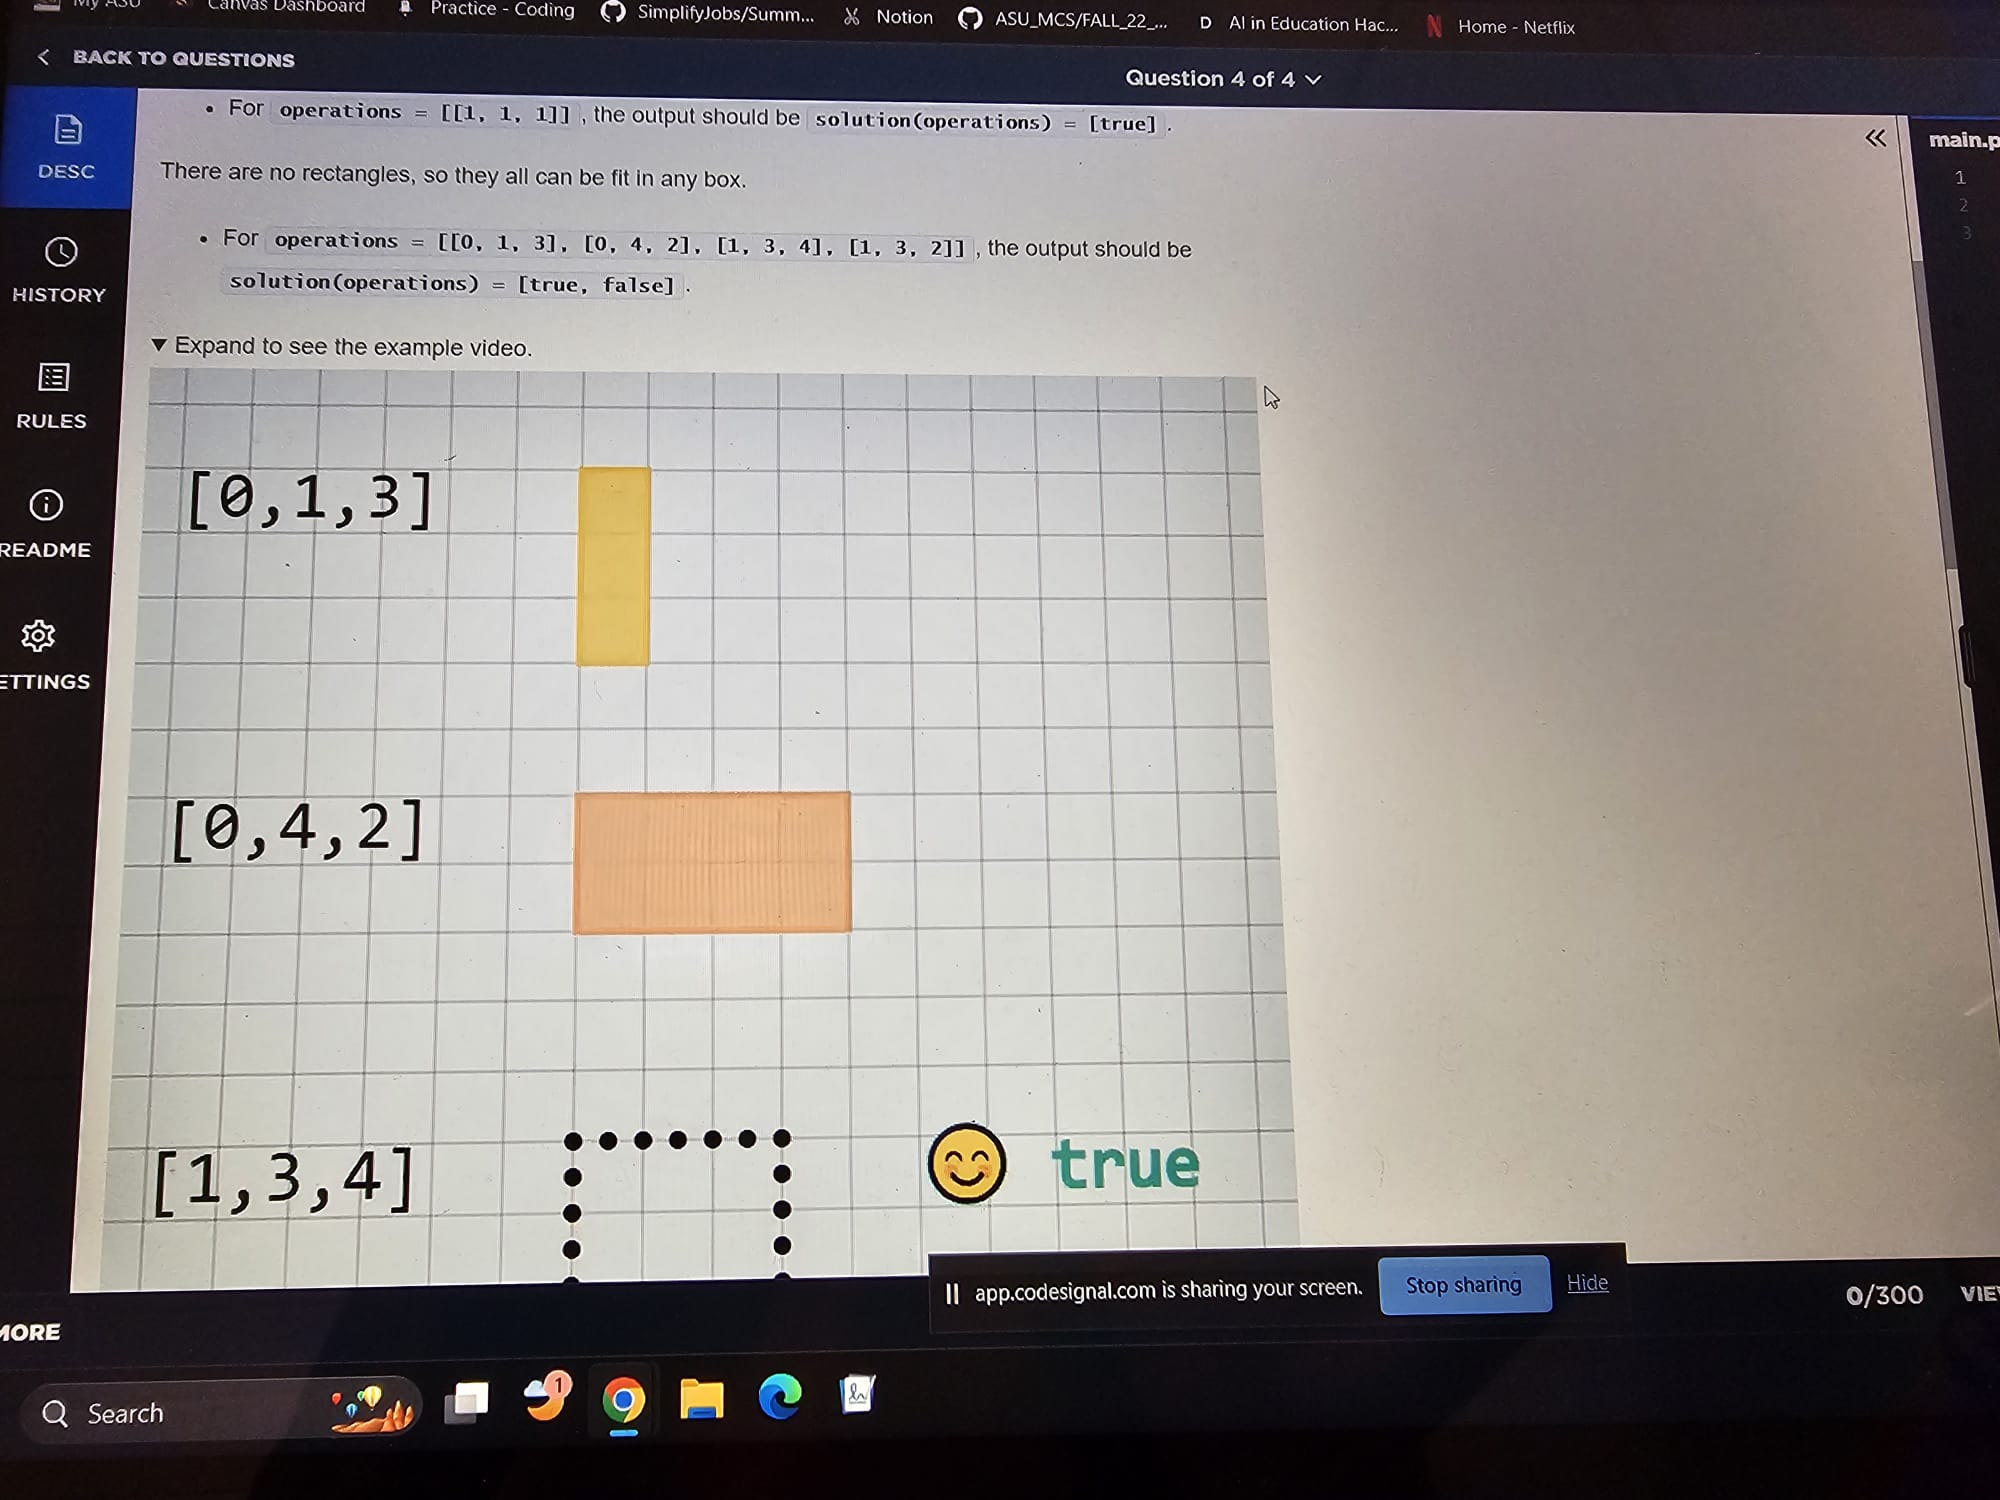 My ASU Canvas Dashboard Practice - Coding SimplifyJobs/Summ... Notion ASU_MCS/FALL_22_... D AI in Education Hac... Home - Netflix
BACK TO QUESTIONS
Question 4 of 4
DESC
HISTORY
RULES
README
ETTINGS
MORE
• For operations = [[1, 1, 1]] , the output should be solution(operations) = [true] .
There are no rectangles, so they all can be fit in any box.
• For operations = [[0, 1, 3], [0, 4, 2], [1, 3, 4], [1, 3, 2]] , the output should be
solution(operations) = [true, false] .
▼ Expand to see the example video.
[0,1,3]
[0,4,2]
[1,3,4] true
main.p
1
2
3
app.codesignal.com is sharing your screen. Stop sharing Hide
0/300 VIE
Search
1